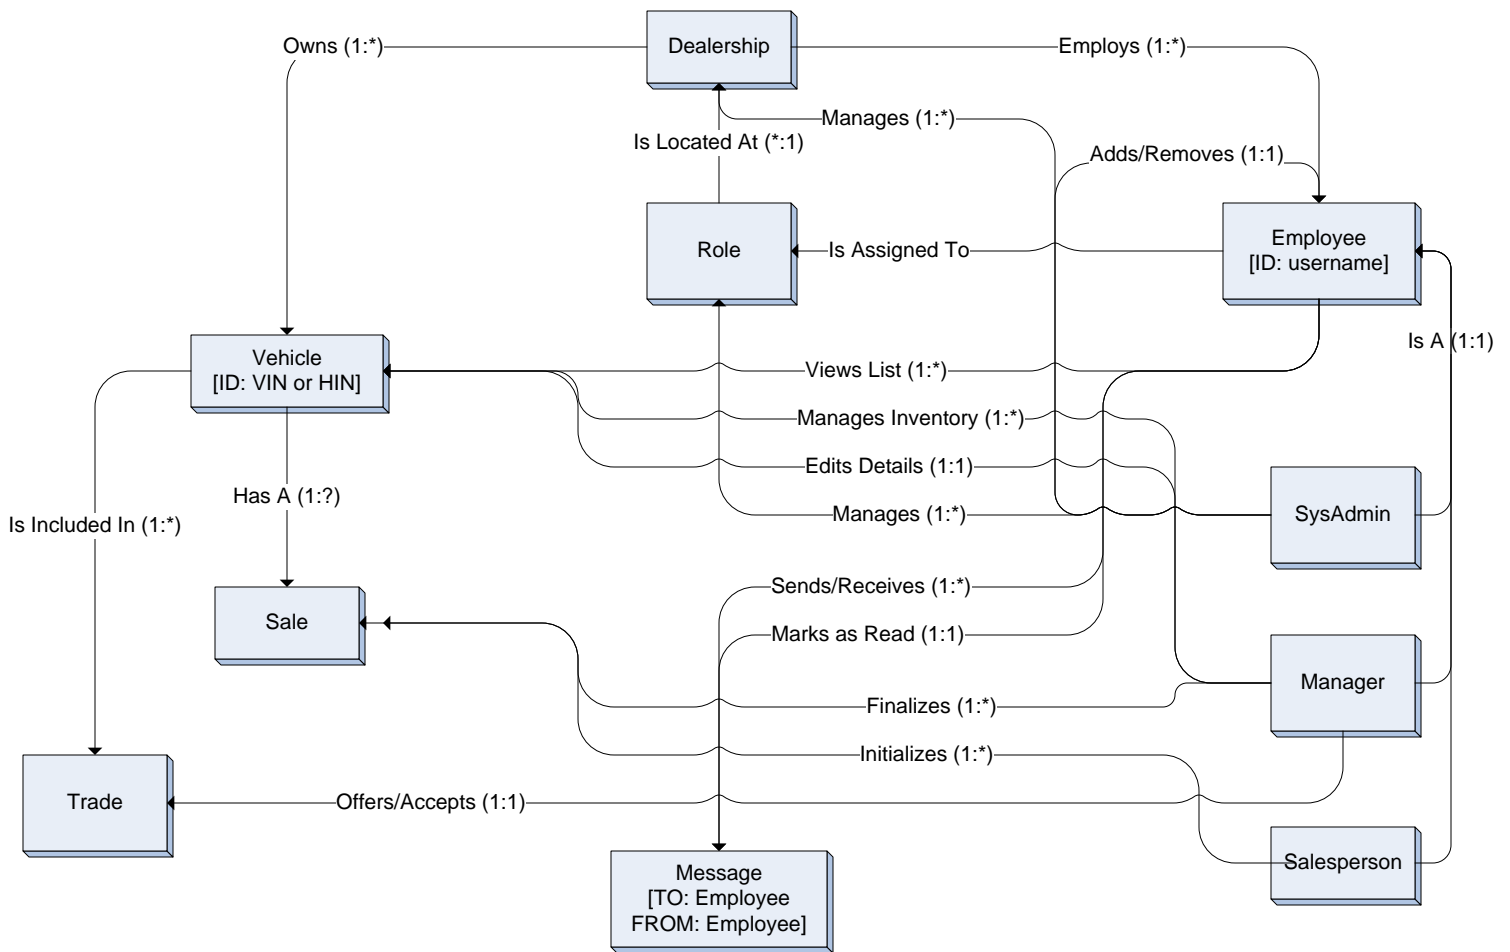 Owns (1:*)
Dealership
Employs (1:*)
Manages (1:*)
Is Located At (*:1)
Adds/Removes (1:1)
Role
Is Assigned To
Employee
[ID: username]
Is A (1:1)
Vehicle
[ID: VIN or HIN]
Views List (1:*)
Manages Inventory (1:*)
Edits Details (1:1)
Has A (1:?)
Manages (1:*)
SysAdmin
Is Included In (1:*)
Sends/Receives (1:*)
Sale
Marks as Read (1:1)
Manager
Finalizes (1:*)
Initializes (1:*)
Trade
Offers/Accepts (1:1)
Salesperson
Message
[TO: Employee
FROM: Employee]